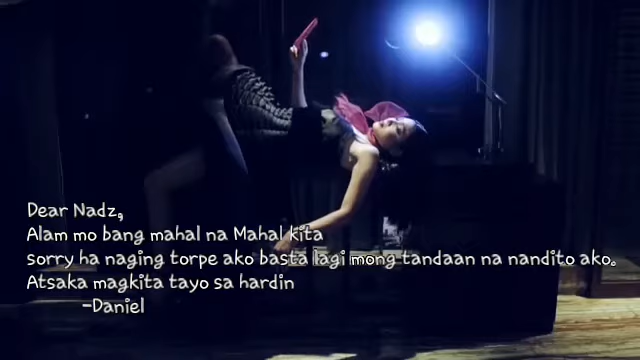 Dear Nadz,
Alam mo bang mahal na Mahal kita
sorry ha naging torpe ako basta lagi mong tandaan na nandito ako.
Atsaka magkita tayo sa hardin
-Daniel